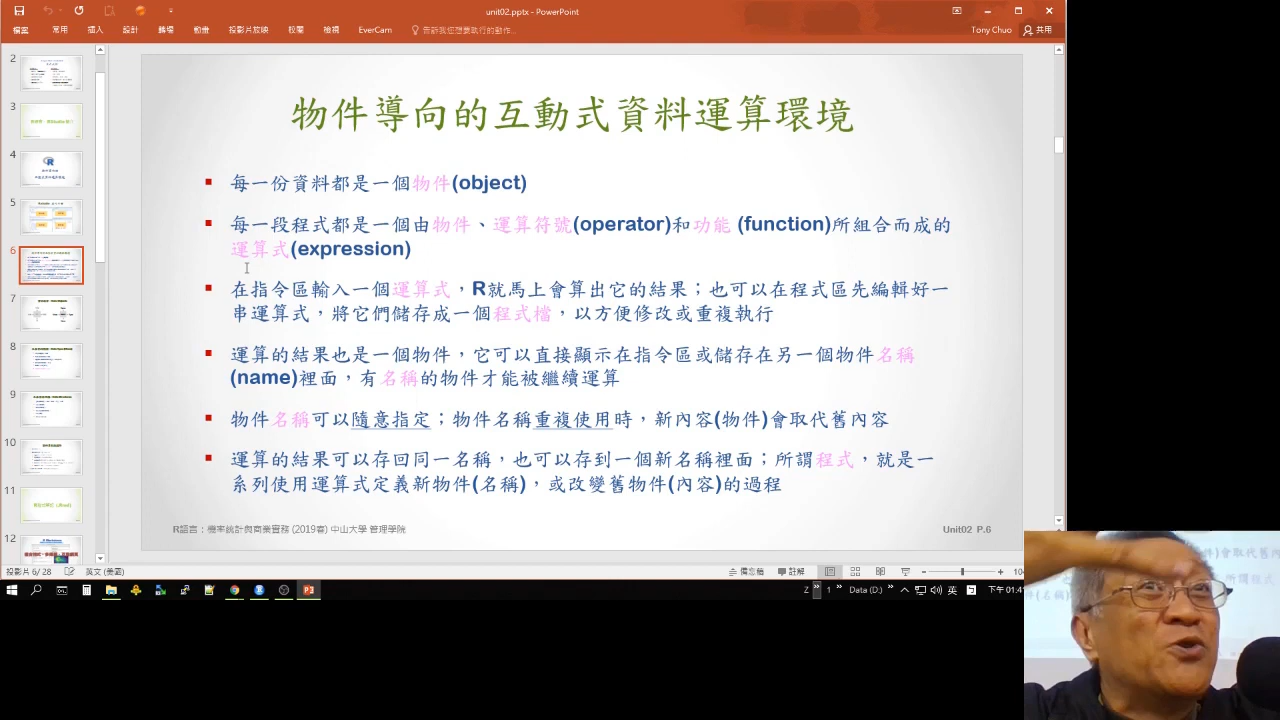 unit02.pptx - PowerPoint
檔案 常用 插入 設計 轉場 動畫 投影片放映 校閱 檢視 EverCam 告訴我您想要執行的動作... Tony Chuo 共用
2
3
4
5
6
7
8
9
10
11
12
物件導向的互動式資料運算環境
每一份資料都是一個物件(object)
每一段程式都是一個由物件、運算符號(operator)和功能 (function)所組合而成的
運算式(expression)
在指令區輸入一個運算式，R就馬上會算出它的結果；也可以在程式區先編輯好一
串運算式，將它們儲存成一個程式檔，以方便修改或重複執行
運算的結果也是一個物件，它可以直接顯示在指令區或儲存在另一個物件名稱
(name)裡面，有名稱的物件才能被繼續運算
物件名稱可以隨意指定；物件名稱重複使用時，新內容(物件)會取代舊內容
運算的結果可以存回同一名稱，也可以存到一個新名稱裡面；所謂程式，就是一
系列使用運算式定義新物件(名稱)，或改變舊物件(內容)的過程
R語言：機率統計與商業實務 (2019春) 中山大學 管理學院
Unit02 P.6
投影片 6/28 英文 (美國) 備忘稿 註解 10
Z » 1 » Data (D:) » 英 下午 01:4